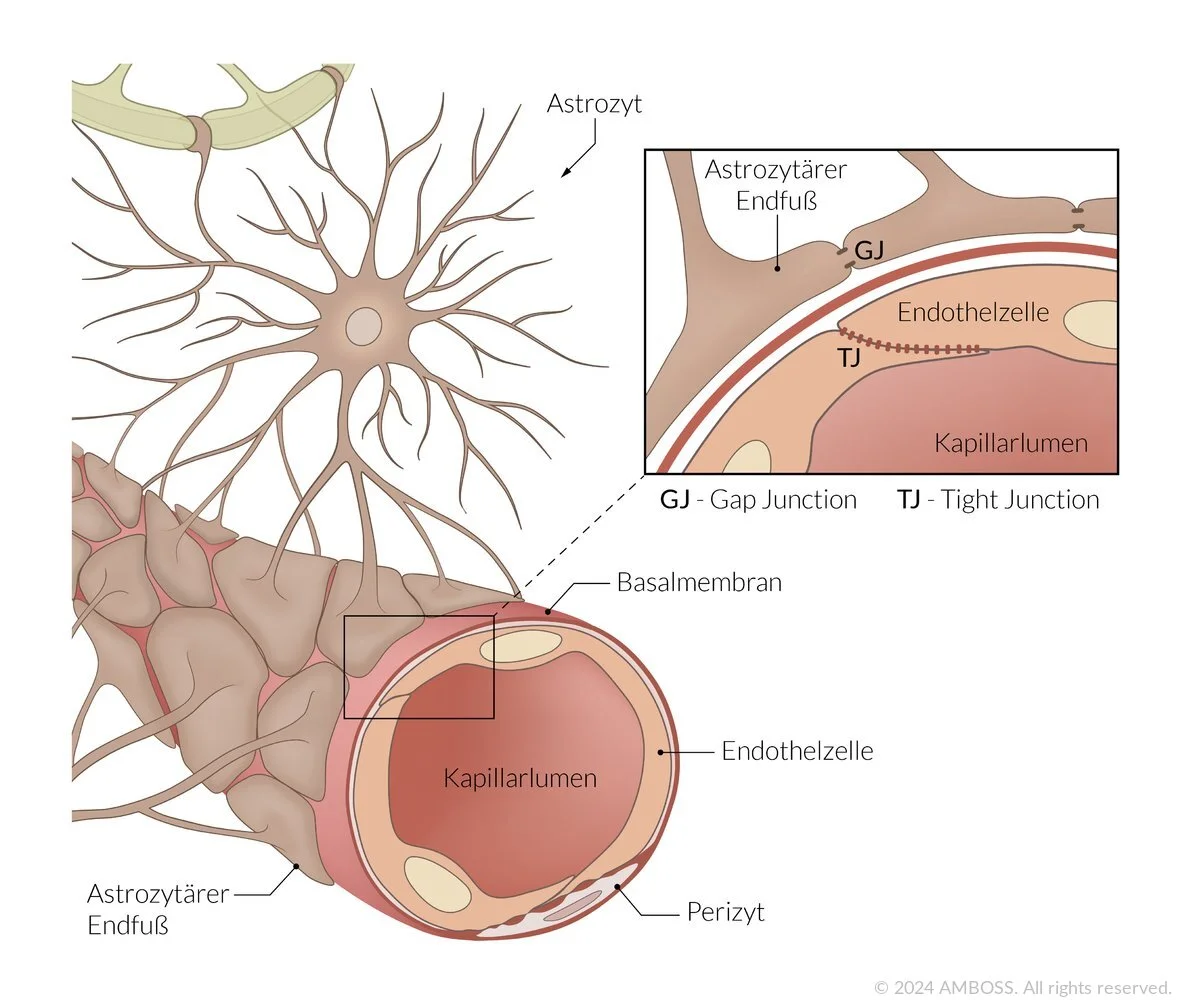 Astrozyt
Astrozytärer
Endfuß
GJ
Endothelzelle
TJ
Kapillarlumen
GJ - Gap Junction TJ - Tight Junction
Basalmembran
Endothelzelle
Kapillarlumen
Astrozytärer
Endfuß
Perizyt
© 2024 AMBOSS. All rights reserved.